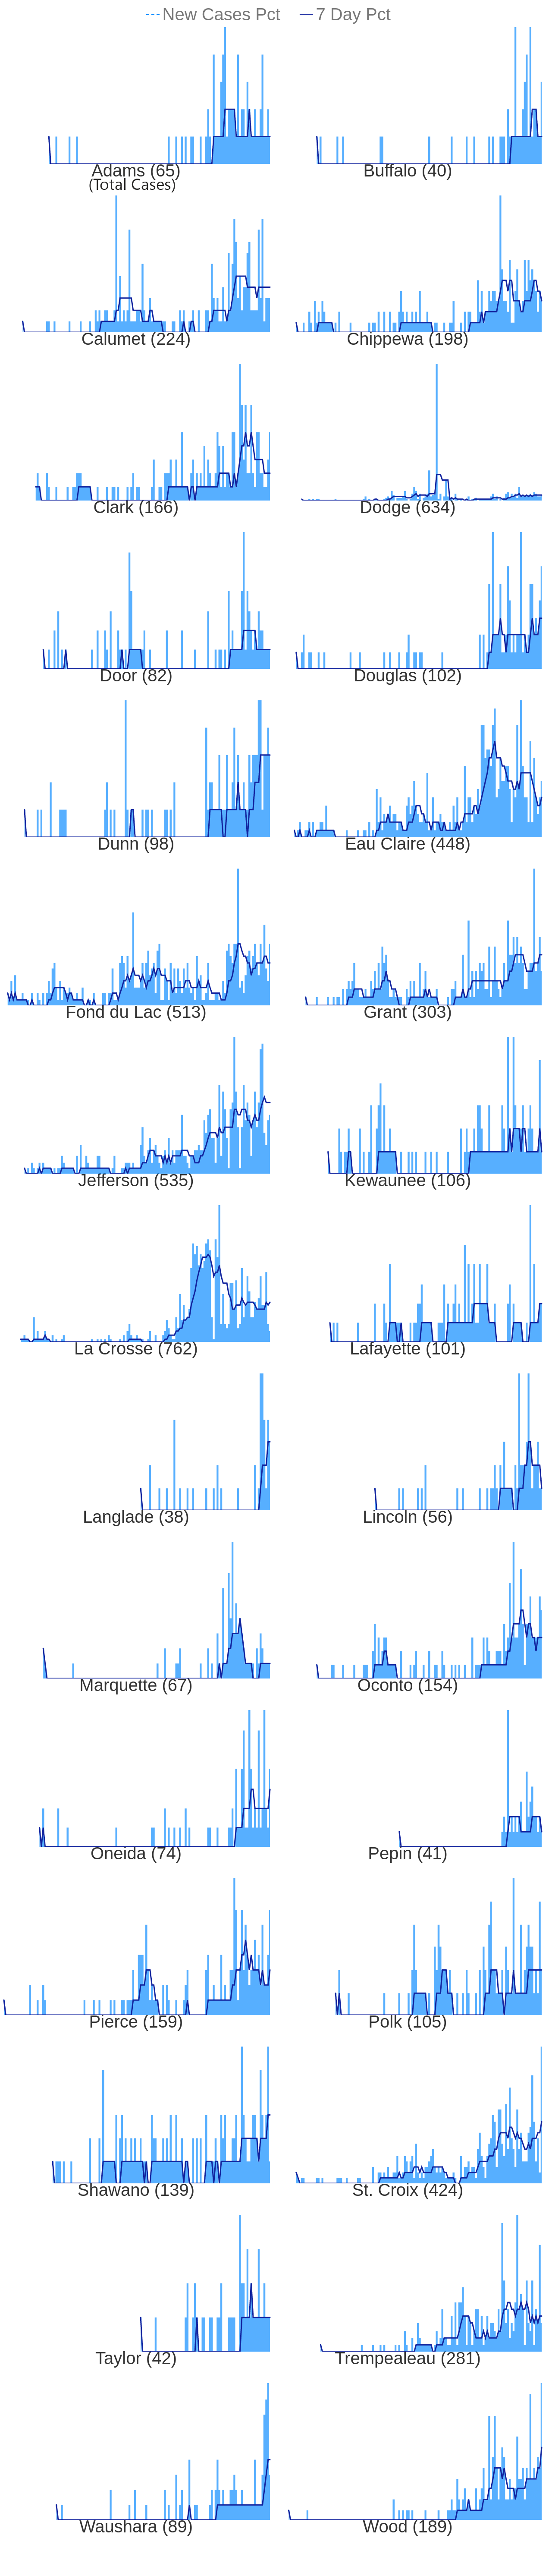 New Cases Pct 7 Day Pct
Adams (65) Buffalo (40)
(Total Cases)
Calumet (224) Chippewa (198)
Clark (166) Dodge (634)
Door (82) Douglas (102)
Dunn (98) Eau Claire (448)
Fond du Lac (513) Grant (303)
Jefferson (535) Kewaunee (106)
La Crosse (762) Lafayette (101)
Langlade (38) Lincoln (56)
Marquette (67) Oconto (154)
Oneida (74) Pepin (41)
Pierce (159) Polk (105)
Shawano (139) St. Croix (424)
Taylor (42) Trempealeau (281)
Waushara (89) Wood (189)